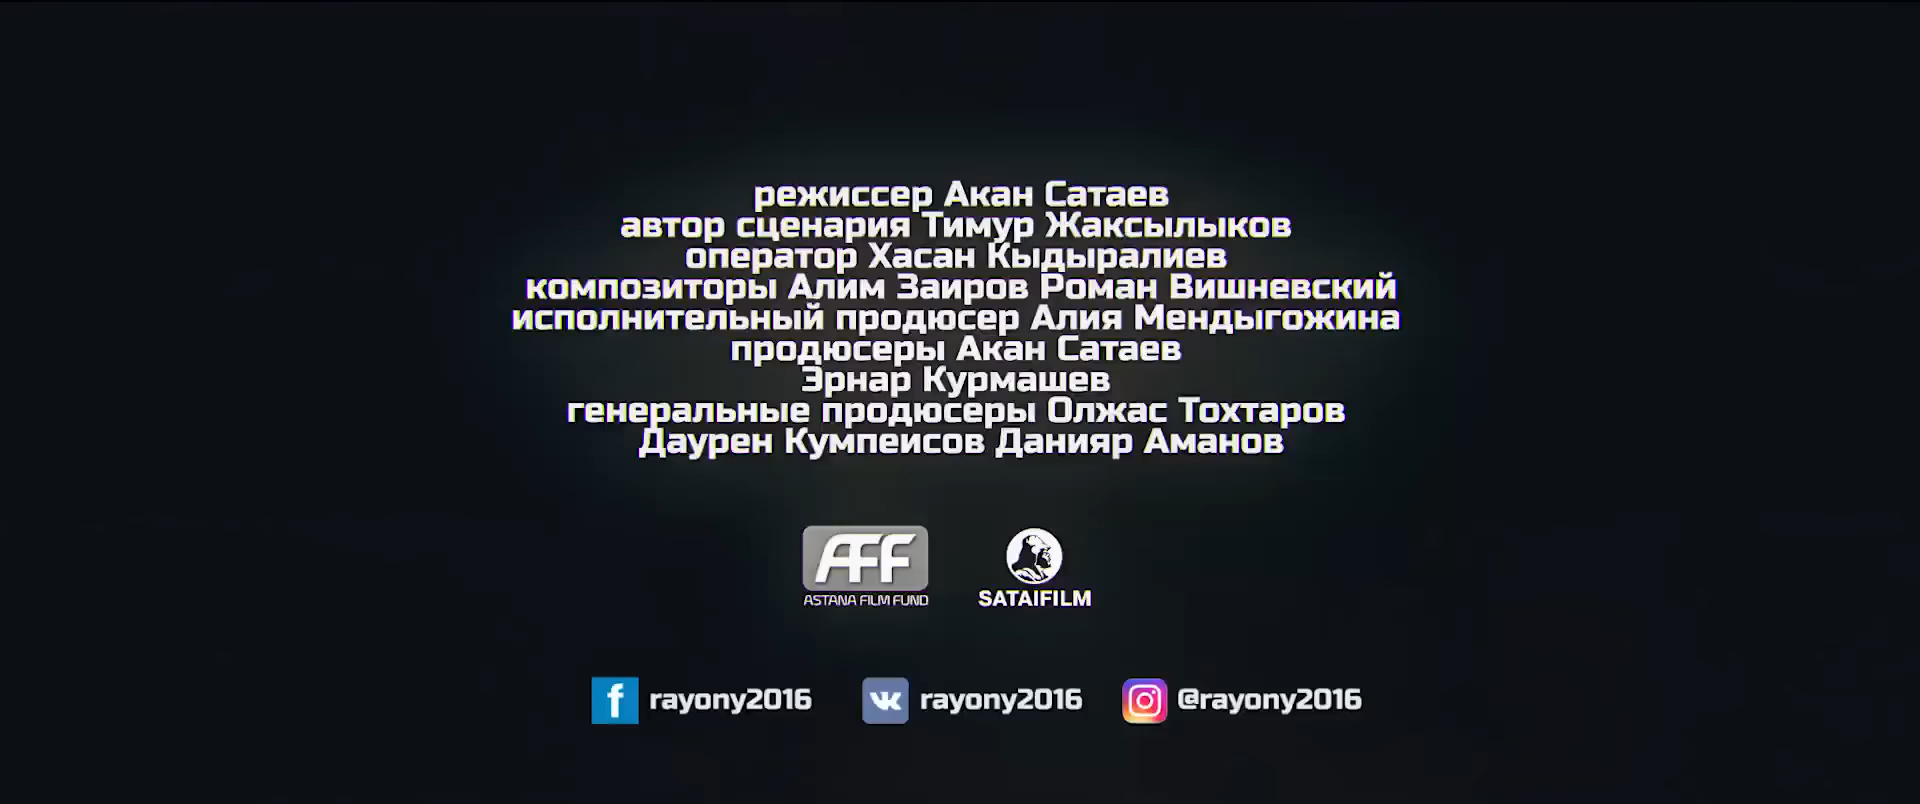 режиссер Акан Сатаев
автор сценария Тимур Жаксылыков
оператор Хасан Кыдыралиев
композиторы Алим Заиров Роман Вишневский
исполнительный продюсер Алия Мендыгожина
продюсеры Акан Сатаев
Эрнар Курмашев
генеральные продюсеры Олжас Тохтаров
Даурен Кумпеисов Данияр Аманов
AFF
ASTANA FILM FUND
SATAIFILM
rayony2016 rayony2016 @rayony2016